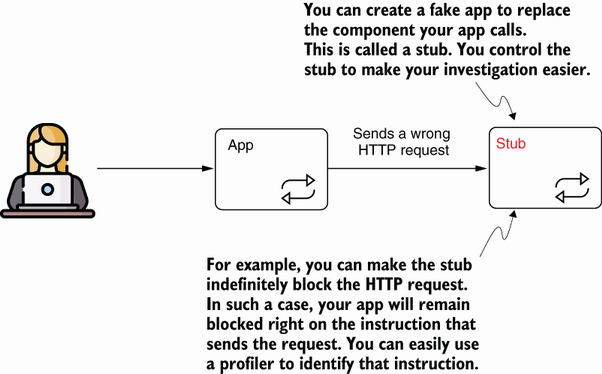 You can create a fake app to replace
the component your app calls.
This is called a stub. You control the
stub to make your investigation easier.
App
Sends a wrong
HTTP request
Stub
For example, you can make the stub
indefinitely block the HTTP request.
In such a case, your app will remain
blocked right on the instruction that
sends the request. You can easily use
a profiler to identify that instruction.